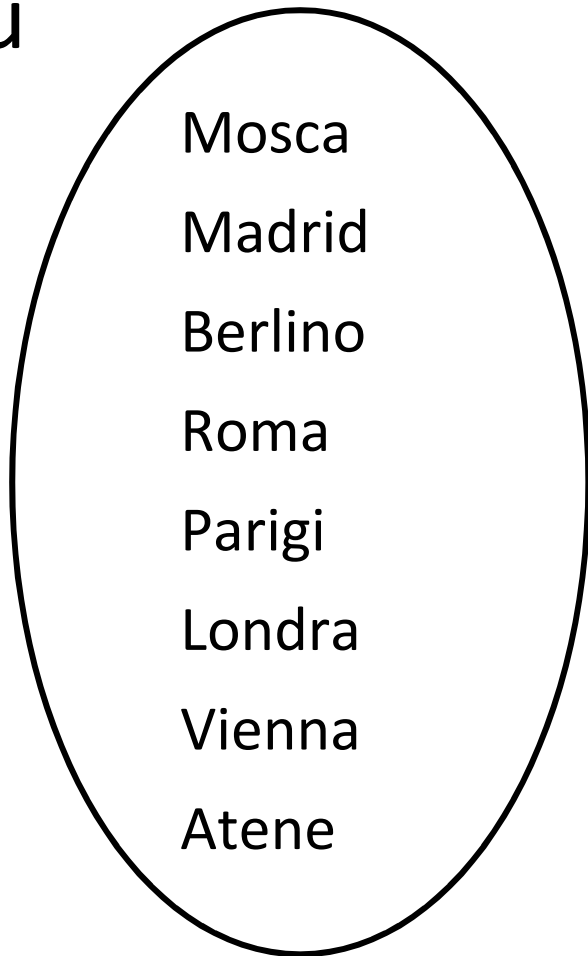 u
Mosca
Madrid
Berlino
Roma
Parigi
Londra
Vienna
Atene